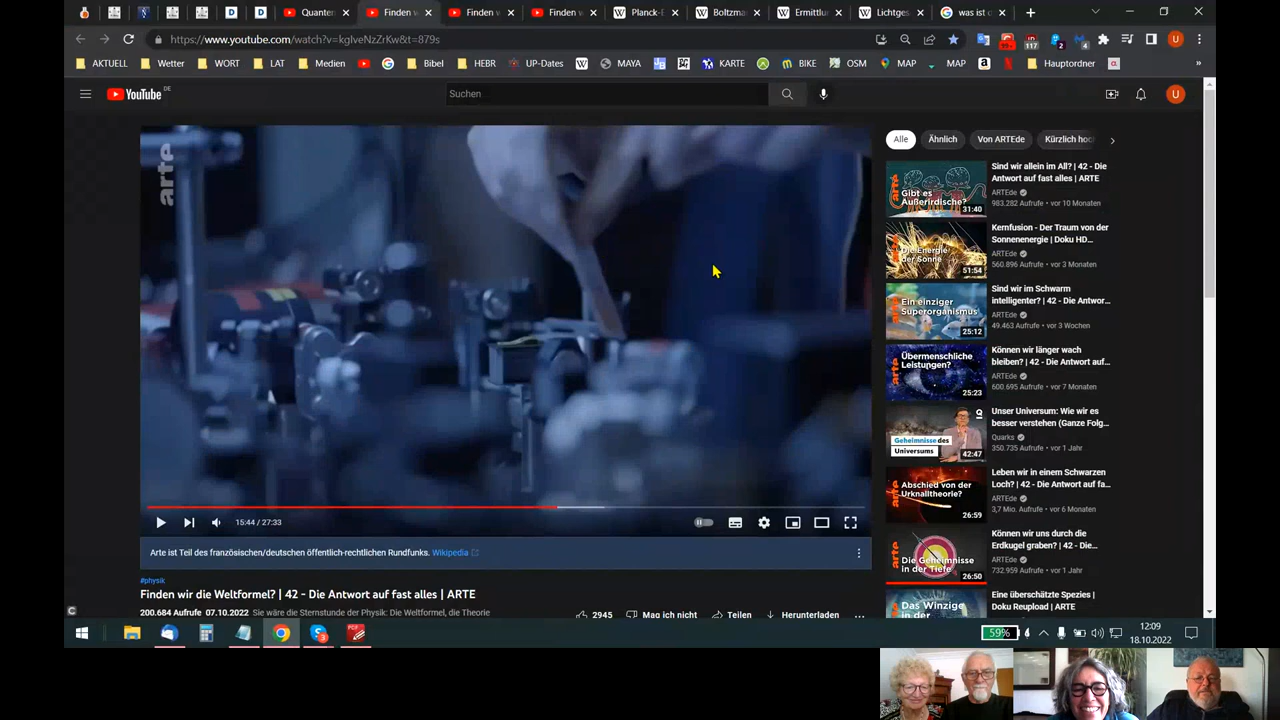 Quanter
Finden w
Finden w
Finden w
Planck-E
Boltzma
Ermittlu
Lichtges
was ist d
https://www.youtube.com/watch?v=kglveNzZrKw&t=879s
99+
117
2
4
U
AKTUELL
Wetter
WORT
LAT
Medien
Bibel
HEBR
UP-Dates
MAYA
KARTE
BIKE
OSM
MAP
MAP
Hauptordner
YouTube DE
Suchen
U
arte
Alle
Ähnlich
Von ARTEde
Kürzlich hoc
Gibt es
Außerirdische?
31:40
Sind wir allein im All? | 42 - Die
Antwort auf fast alles | ARTE
ARTEde
983.282 Aufrufe • vor 10 Monaten
Die Energie
der Sonne
51:54
Kernfusion - Der Traum von der
Sonnenenergie | Doku HD...
ARTEde
560.896 Aufrufe • vor 3 Monaten
Ein einziger
Superorganismus
25:12
Sind wir im Schwarm
intelligenter? | 42 - Die Antwor...
ARTEde
49.463 Aufrufe • vor 3 Wochen
Übermenschliche
Leistungen?
25:23
Können wir länger wach
bleiben? | 42 - Die Antwort auf...
ARTEde
600.695 Aufrufe • vor 7 Monaten
Geheimnisse des
Universums
42:47
Unser Universum: Wie wir es
besser verstehen (Ganze Folg...
Quarks
350.735 Aufrufe • vor 1 Jahr
Abschied von der
Urknalltheorie?
26:59
Leben wir in einem Schwarzen
Loch? | 42 - Die Antwort auf fa...
ARTEde
3,7 Mio. Aufrufe • vor 6 Monaten
Die Geheimnisse
in der Tiefe
26:50
Können wir uns durch die
Erdkugel graben? | 42 - Die...
ARTEde
732.959 Aufrufe • vor 1 Jahr
Das Winzige
in der
Eine überschätzte Spezies |
Doku Reupload | ARTE
15:44 / 27:33
Arte ist Teil des französischen/deutschen öffentlich-rechtlichen Rundfunks. Wikipedia
#physik
Finden wir die Weltformel? | 42 - Die Antwort auf fast alles | ARTE
200.684 Aufrufe 07.10.2022 Sie wäre die Sternstunde der Physik: Die Weltformel, die Theorie
2945
Mag ich nicht
Teilen
Herunterladen
59%
12:09
18.10.2022